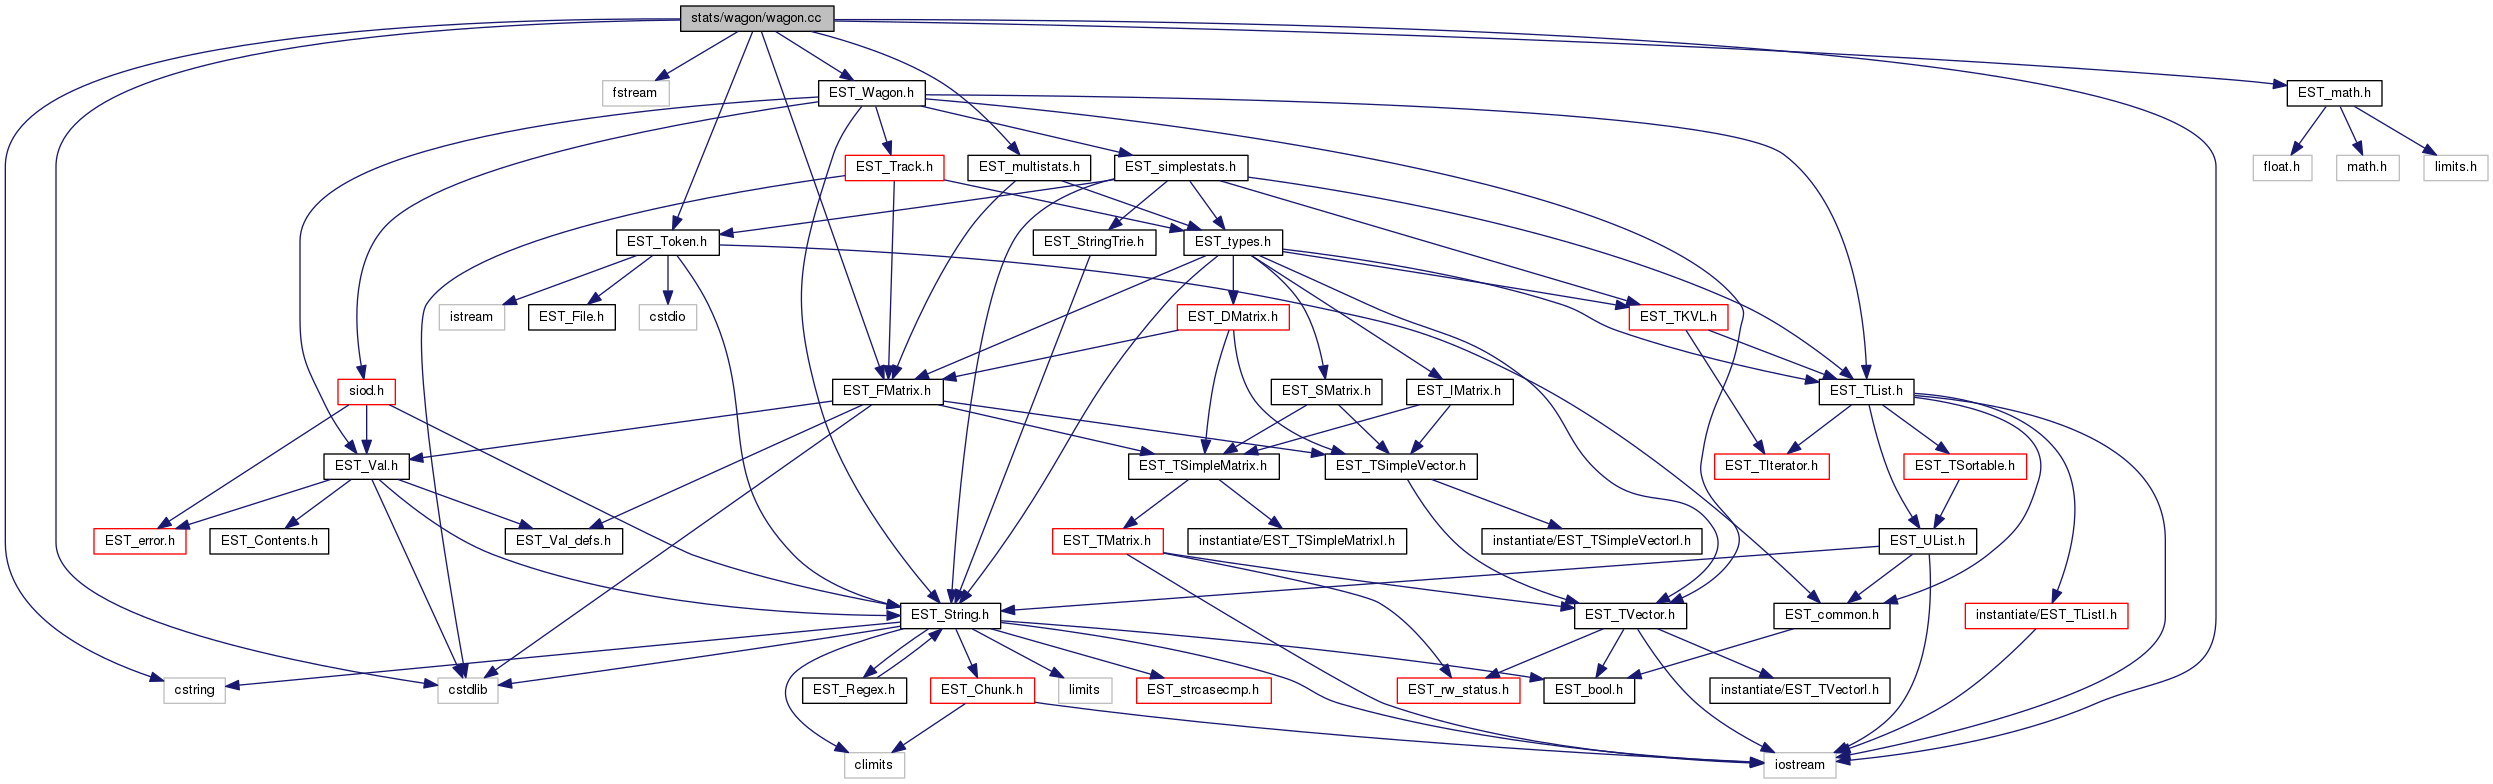 stats/wagon/wagon.cc
fstream
EST_Wagon.h
EST_math.h
EST_Track.h
EST_multistats.h
EST_simplestats.h
float.h
math.h
limits.h
EST_Token.h
EST_StringTrie.h
EST_types.h
istream
EST_File.h
cstdio
EST_DMatrix.h
EST_TKVL.h
siod.h
EST_FMatrix.h
EST_SMatrix.h
EST_IMatrix.h
EST_TList.h
EST_Val.h
EST_TSimpleMatrix.h
EST_TSimpleVector.h
EST_TIterator.h
EST_TSortable.h
EST_error.h
EST_Contents.h
EST_Val_defs.h
EST_TMatrix.h
instantiate/EST_TSimpleMatrixI.h
instantiate/EST_TSimpleVectorI.h
EST_UList.h
EST_String.h
EST_TVector.h
EST_common.h
instantiate/EST_TListI.h
cstring
cstdlib
EST_Regex.h
EST_Chunk.h
limits
EST_strcasecmp.h
EST_rw_status.h
EST_bool.h
instantiate/EST_TVectorI.h
climits
iostream